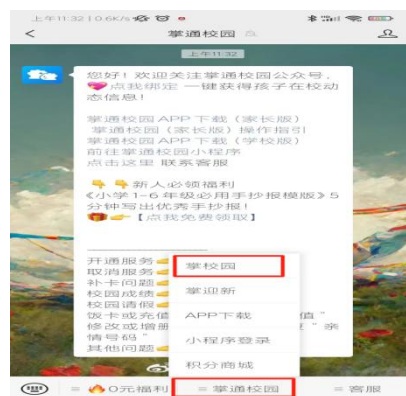 上午11:32 | 0.6K/s
掌通校园
上午11:32
您好！欢迎关注掌通校园公众号，
点我绑定 一键获得孩子在校动
态信息！
掌通校园APP下载（家长版）
掌通校园（家长版）操作指引
掌通校园APP下载（学校版）
前往掌通校园小程序
点击这里 联系客服
新人必领福利
《小学1-6年级必用手抄报模版》5
分钟写出优秀手抄报！
【点我免费领取】
开通服务
取消服务
补卡问题
校园成绩
校园请假
饭卡或充值
值"
修改或增册
"亲
情号码"
其他问题
掌校园
掌迎新
APP下载
小程序登录
积分商城
0元福利
掌通校园
客服